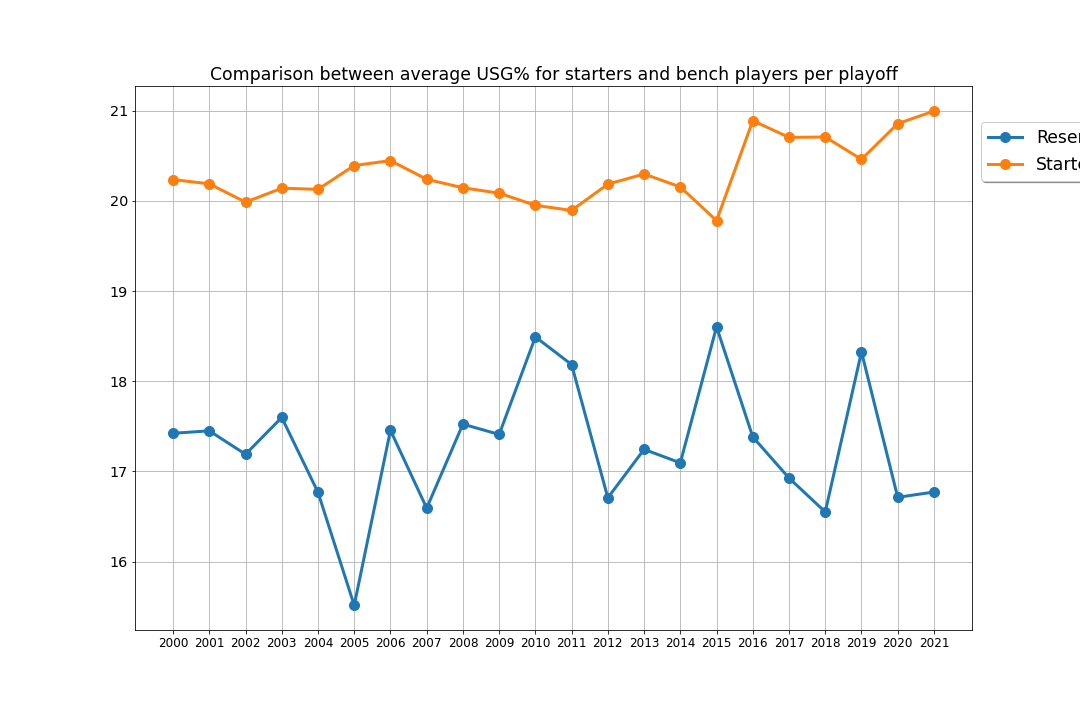 Comparison between average USG% for starters and bench players per playoff
21
20
19
18
17
16
2000 2001 2002 2003 2004 2005 2006 2007 2008 2009 2010 2011 2012 2013 2014 2015 2016 2017 2018 2019 2020 2021
Reser
Starte